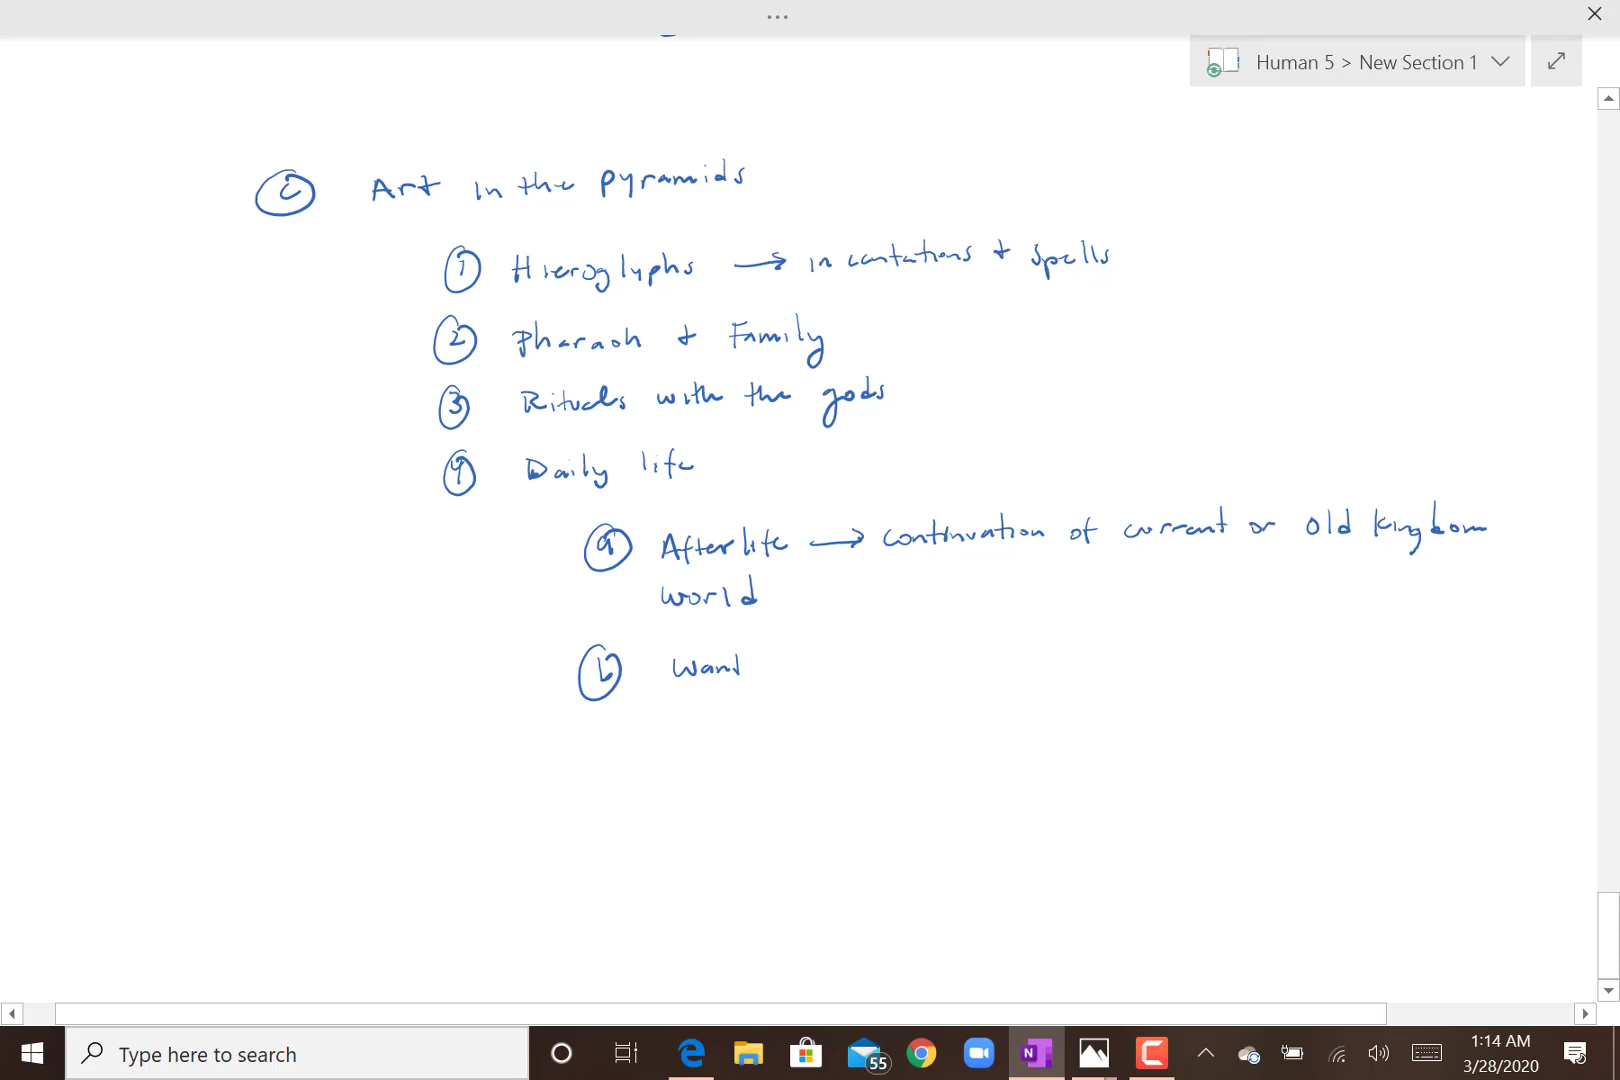 Human 5 > New Section 1
C Art in the pyramids
1 Hieroglyphs → incantations + spells
2 Pharaoh + Family
3 Rituals with the gods
4 Daily life
a Afterlife → continuation of current or old kingdom
world
b want
Type here to search
55
1:14 AM
3/28/2020